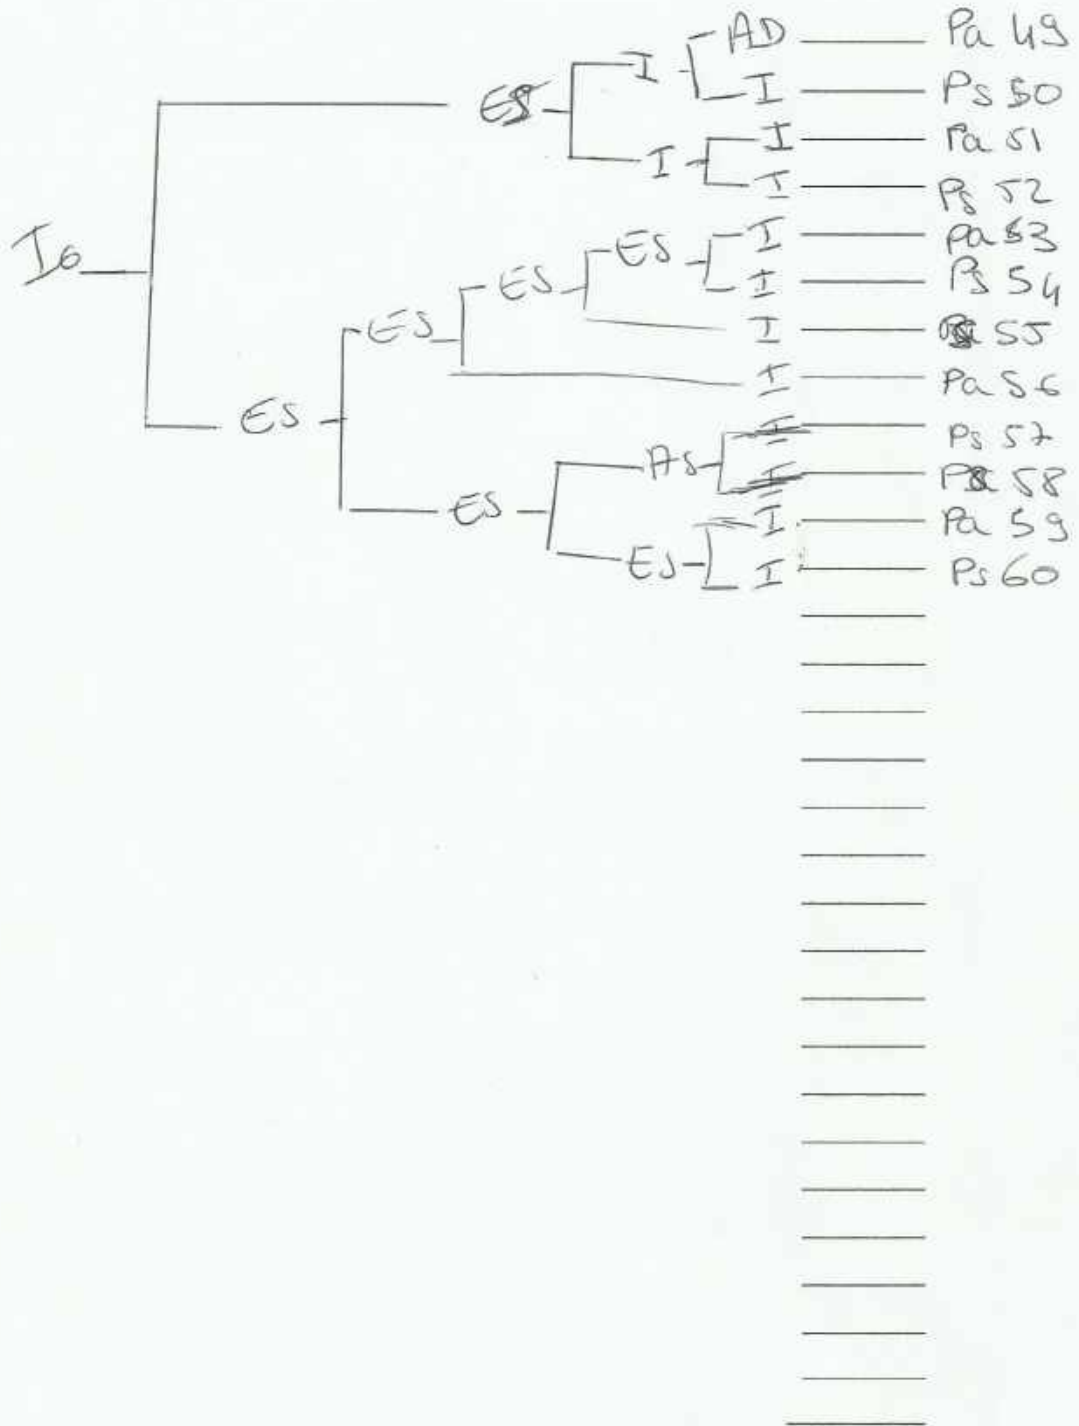 AD Pa 49
I
ES I Ps 50
I Pa 51
I
I Ps 52
ES I Pa 53
Io
ES I Ps 54
ES I 55
I Pa 56
ES Ps 57
As 58
ES I Pa 59
ES I Ps 60